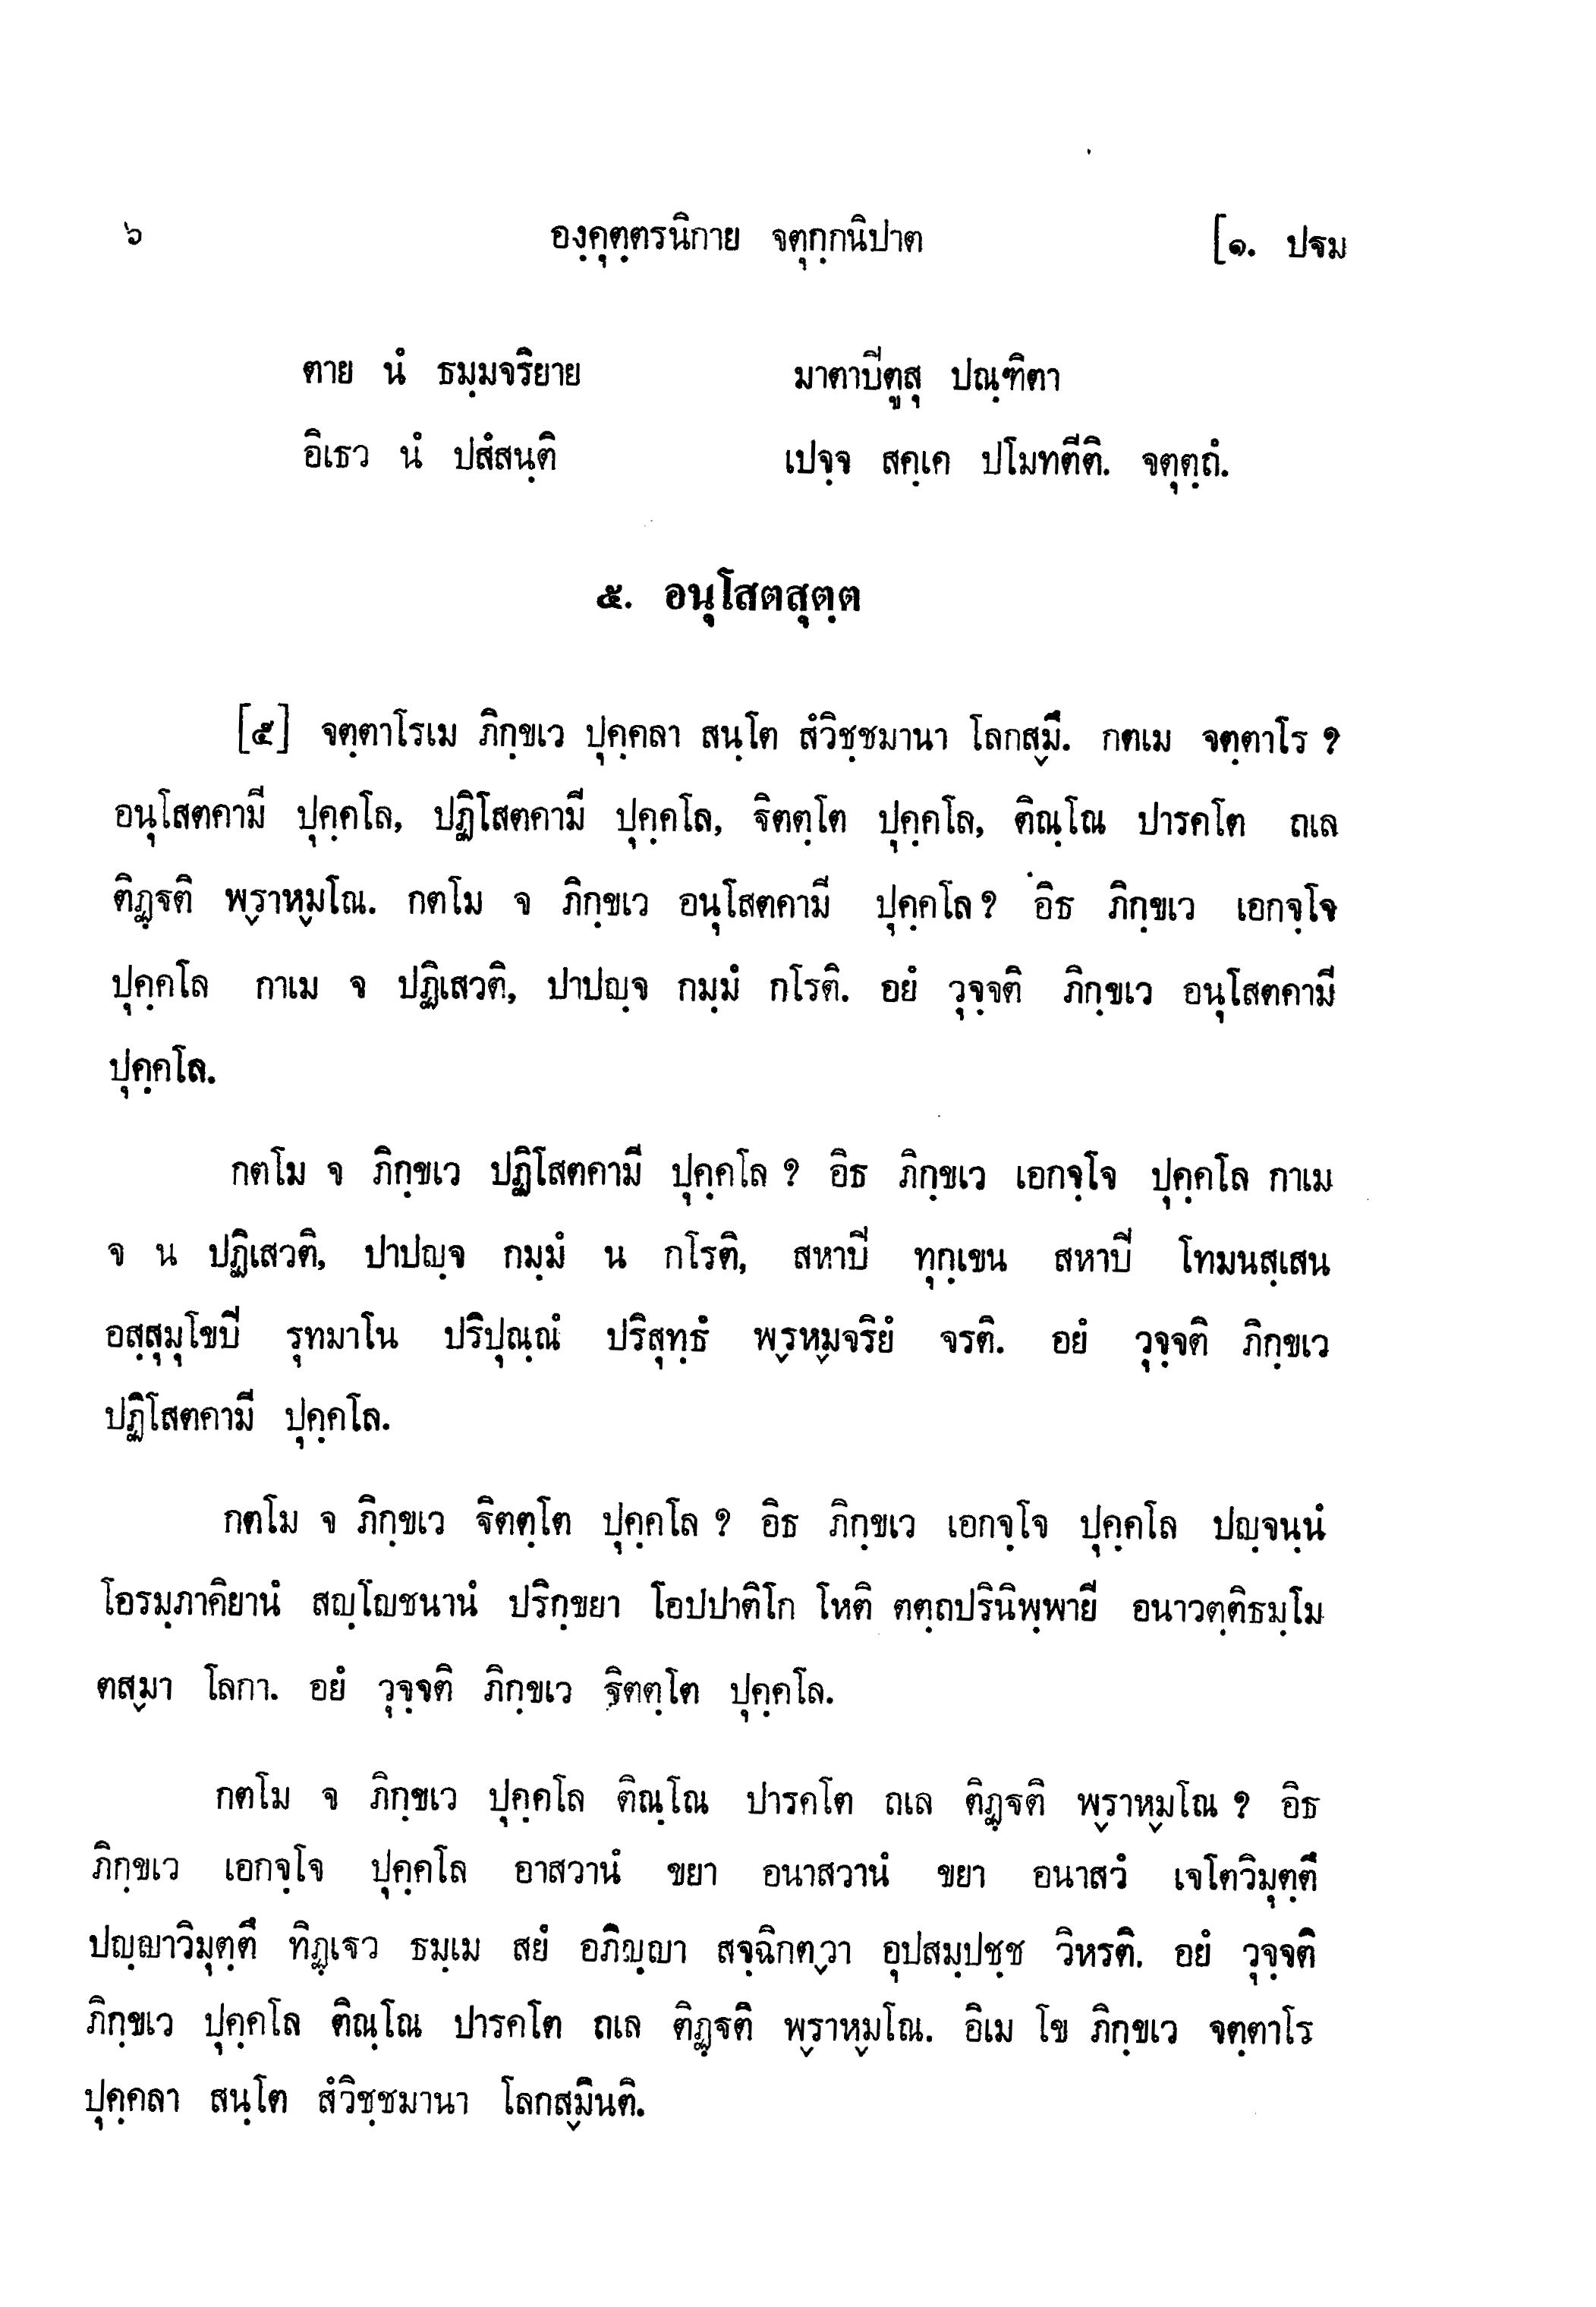 ๖ องฺคุตฺตรนิกาย จตุกฺกนิปาต [๑. ปฐม
ตาย นํ ธมฺมจริยาย มาตาปีตูสุ ปณฺฑิตา
อิเธว นํ ปสํสนฺติ เปจฺจ สคฺเค ปโมทตีติ. จตุตฺถํ.
๕. อนุโสตสุตฺต
[๕] จตฺตาโรเม ภิกฺขเว ปุคฺคลา สนฺโต สํวิชฺชมานา โลกสฺมึ. กตเม จตฺตาโร ?
อนุโสตคามี ปุคฺคโล, ปฏิโสตคามี ปุคฺคโล, ฐิตตฺโต ปุคฺคโล, ติณฺโณ ปารคโต ถเล
ติฏฺฐติ พฺราหฺมโณ. กตโม จ ภิกฺขเว อนุโสตคามี ปุคฺคโล ? อิธ ภิกฺขเว เอกจฺโจ
ปุคฺคโล กาเม จ ปฏิเสวติ, ปาปญฺจ กมฺมํ กโรติ. อยํ วุจฺจติ ภิกฺขเว อนุโสตคามี
ปุคฺคโล.
กตโม จ ภิกฺขเว ปฏิโสตคามี ปุคฺคโล ? อิธ ภิกฺขเว เอกจฺโจ ปุคฺคโล กาเม
จ น ปฏิเสวติ, ปาปญฺจ กมฺมํ น กโรติ, สหาปี ทุกฺเขน สหาปี โทมนสฺเสน
อสฺสุมุโขปี รุทมาโน ปริปุณฺณํ ปริสุทฺธํ พฺรหฺมจริยํ จรติ. อยํ วุจฺจติ ภิกฺขเว
ปฏิโสตคามี ปุคฺคโล.
กตโม จ ภิกฺขเว ฐิตตฺโต ปุคฺคโล ? อิธ ภิกฺขเว เอกจฺโจ ปุคฺคโล ปญฺจนฺนํ
โอรมฺภาคิยานํ สญฺโญชนานํ ปริกฺขยา โอปปาติโก โหติ ตตฺถปรินิพฺพายี อนาวตฺติธมฺโม
ตสฺมา โลกา. อยํ วุจฺจติ ภิกฺขเว ฐิตตฺโต ปุคฺคโล.
กตโม จ ภิกฺขเว ปุคฺคโล ติณฺโณ ปารคโต ถเล ติฏฺฐติ พฺราหฺมโณ ? อิธ
ภิกฺขเว เอกจฺโจ ปุคฺคโล อาสวานํ ขยา อนาสวานํ ขยา อนาสวํ เจโตวิมุตฺตึ
ปญฺญาวิมุตฺตึ ทิฏฺเฐว ธมฺเม สยํ อภิญฺญา สจฺฉิกตฺวา อุปสมฺปชฺช วิหรติ. อยํ วุจฺจติ
ภิกฺขเว ปุคฺคโล ติณฺโณ ปารคโต ถเล ติฏฺฐติ พฺราหฺมโณ. อิเม โข ภิกฺขเว จตฺตาโร
ปุคฺคลา สนฺโต สํวิชฺชมานา โลกสฺมินติ.